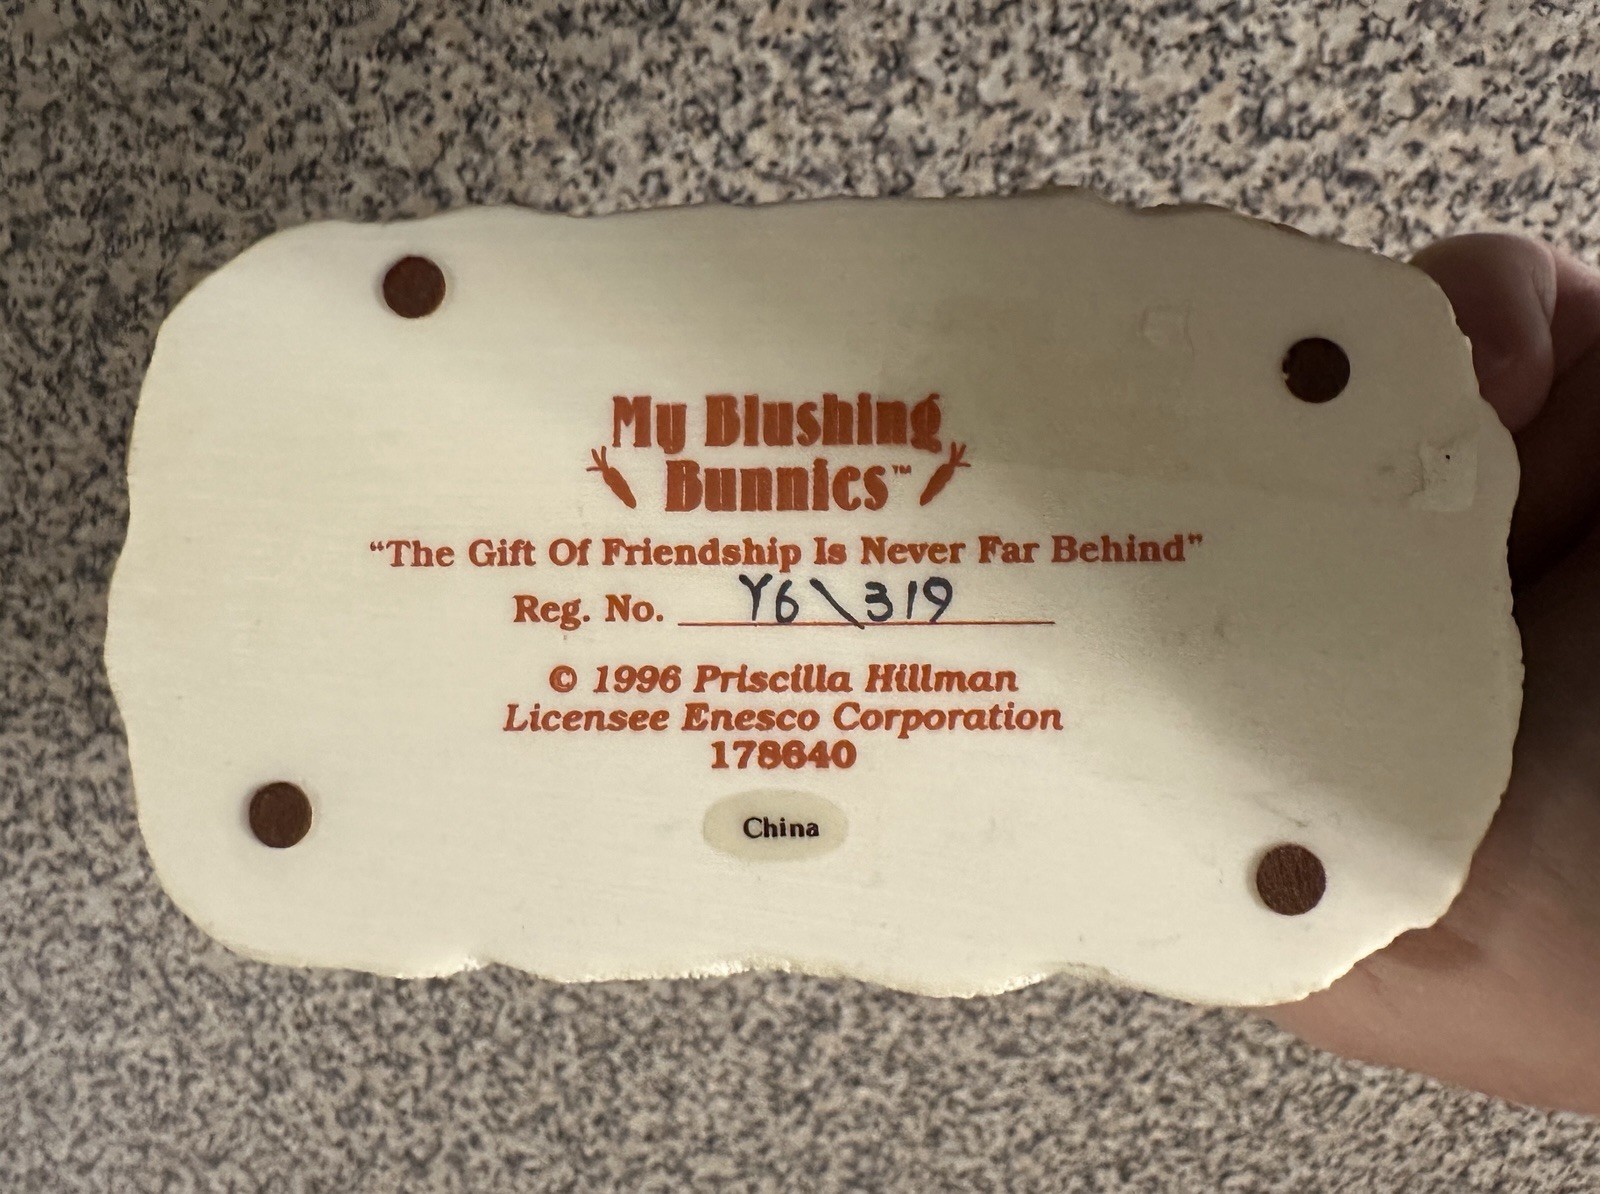 My Blushing
Bunnies™
“The Gift Of Friendship Is Never Far Behind”
Reg. No. Y6\319
© 1996 Priscilla Hillman
Licensee Enesco Corporation
178640
China